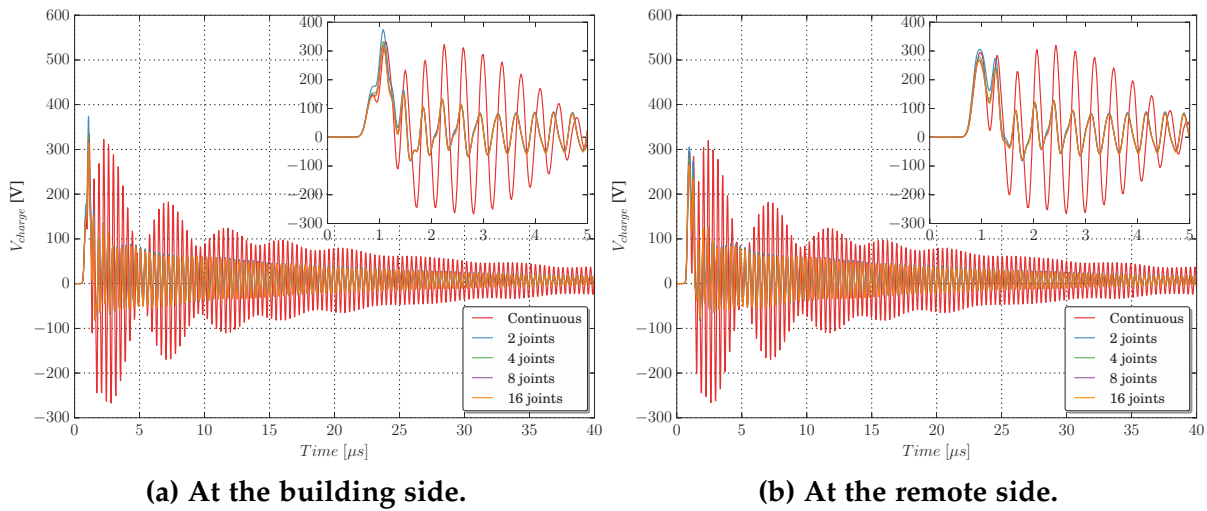 600
500
400
300
200
100
0
−100
−200
−300
0 5 10 15 20 25 30 35 40
V_charge [V]
Time [μs]
400
300
200
100
0
−100
−200
−300
0 1 2 3 4 5
Continuous
2 joints
4 joints
8 joints
16 joints
(a) At the building side.
600
500
400
300
200
100
0
−100
−200
−300
0 5 10 15 20 25 30 35 40
V_charge [V]
Time [μs]
400
300
200
100
0
−100
−200
−300
0 1 2 3 4 5
Continuous
2 joints
4 joints
8 joints
16 joints
(b) At the remote side.